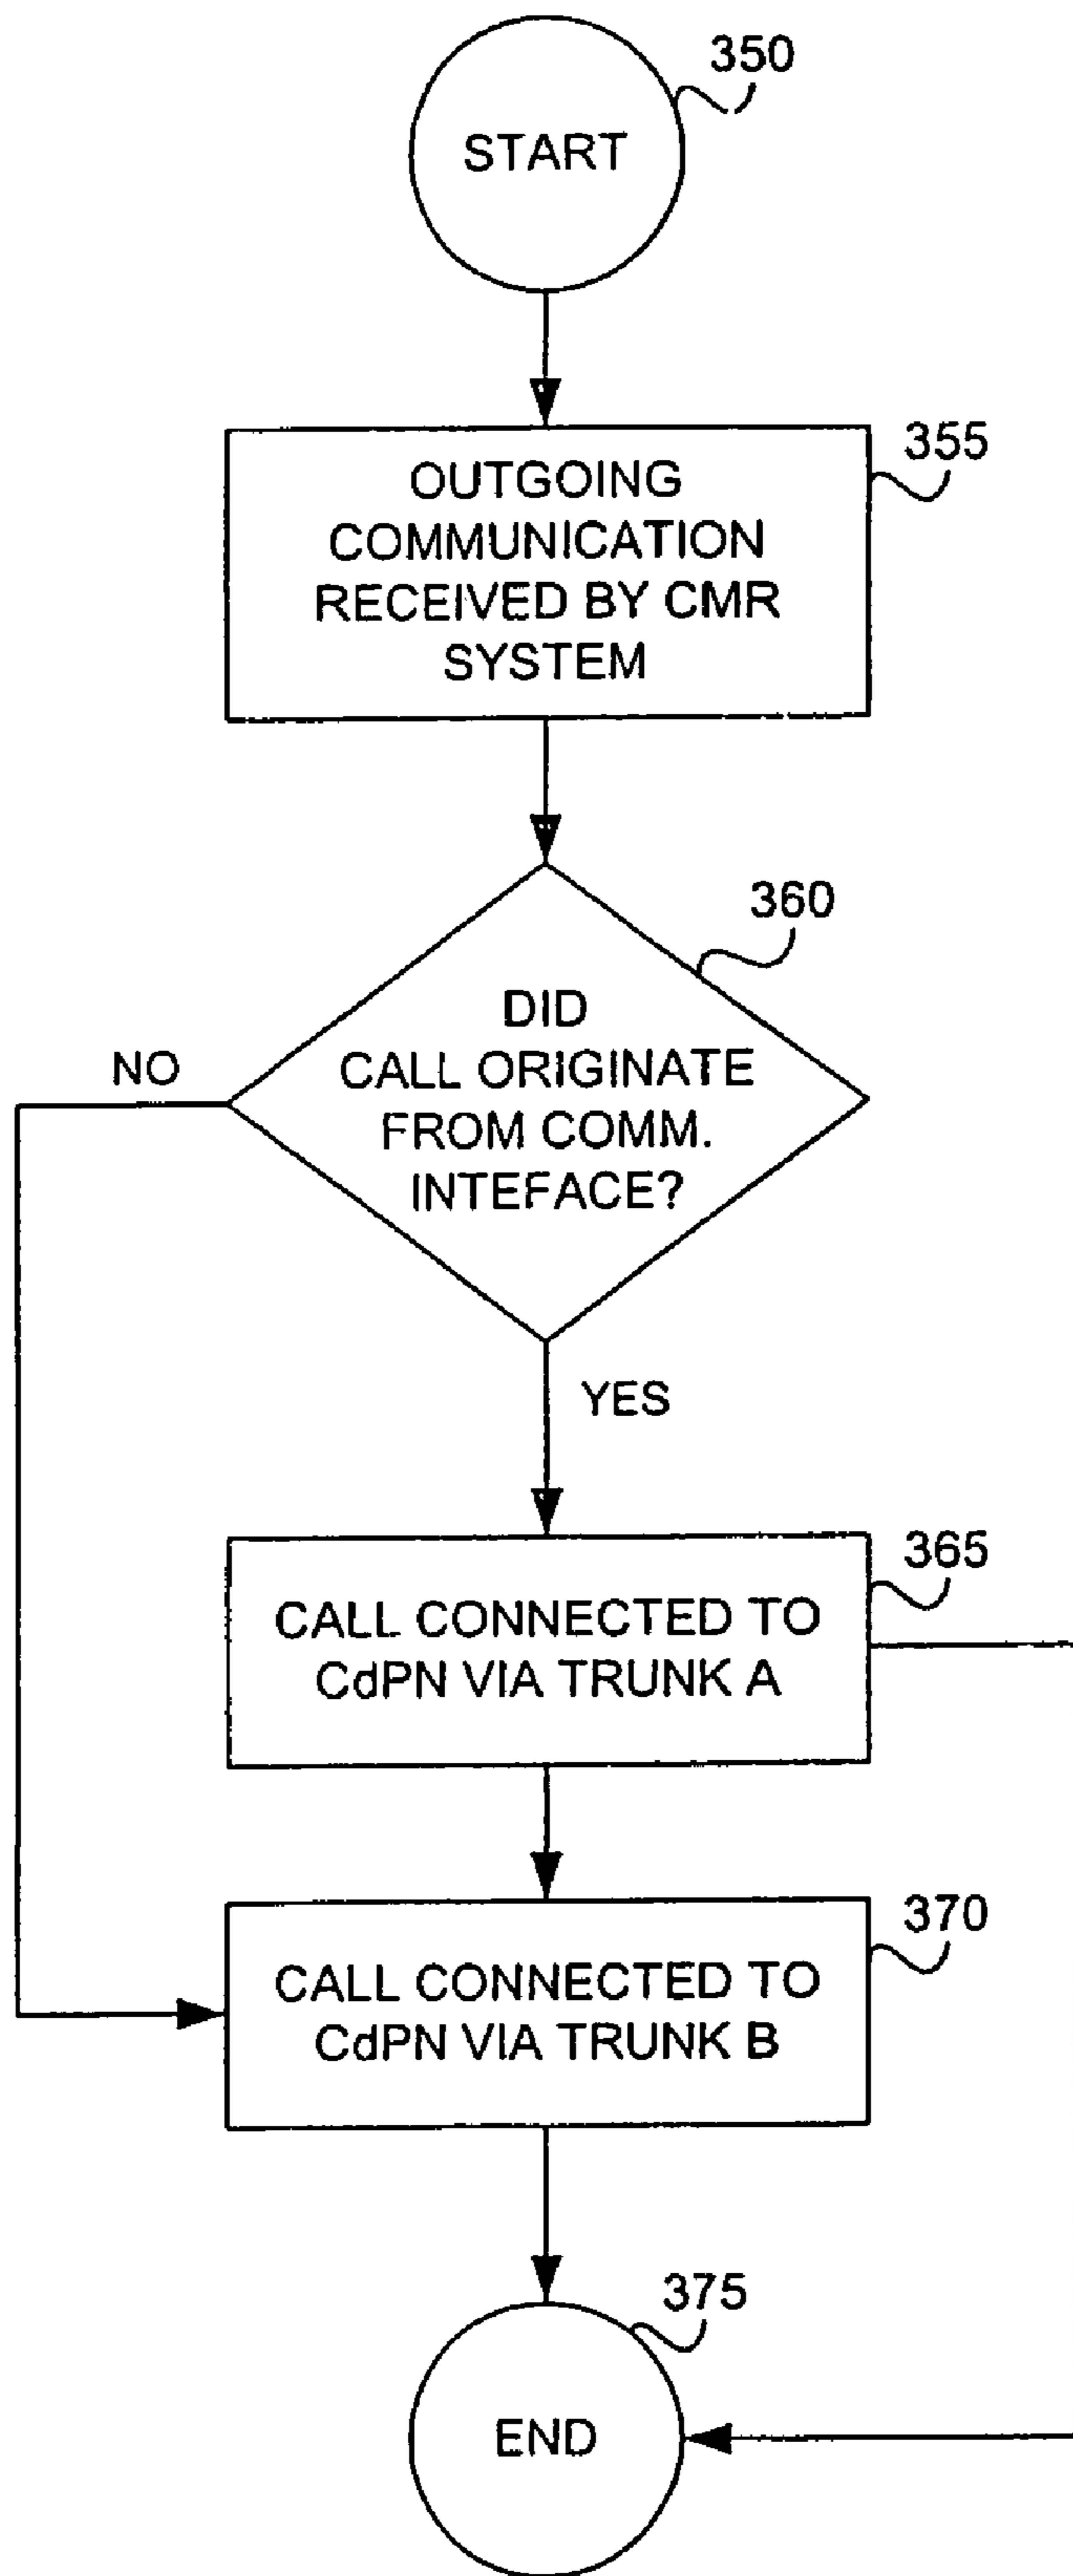 350
START
355
OUTGOING
COMMUNICATION
RECEIVED BY CMR
SYSTEM
360
DID
CALL ORIGINATE
FROM COMM.
INTEFACE?
NO
YES
365
CALL CONNECTED TO
CdPN VIA TRUNK A
370
CALL CONNECTED TO
CdPN VIA TRUNK B
375
END